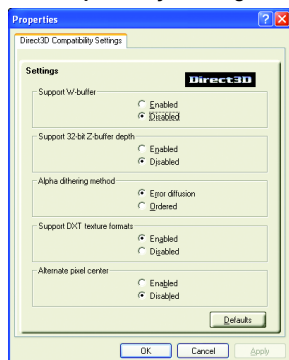 Properties
Direct3D Compatibility Settings
Settings
Direct3D
Support W-buffer
Enabled
Disabled
Support 32-bit Z-buffer depth
Enabled
Disabled
Alpha dithering method
Error diffusion
Ordered
Support DXT texture formats
Enabled
Disabled
Alternate pixel center
Enabled
Disabled
Defaults
OK
Cancel
Apply